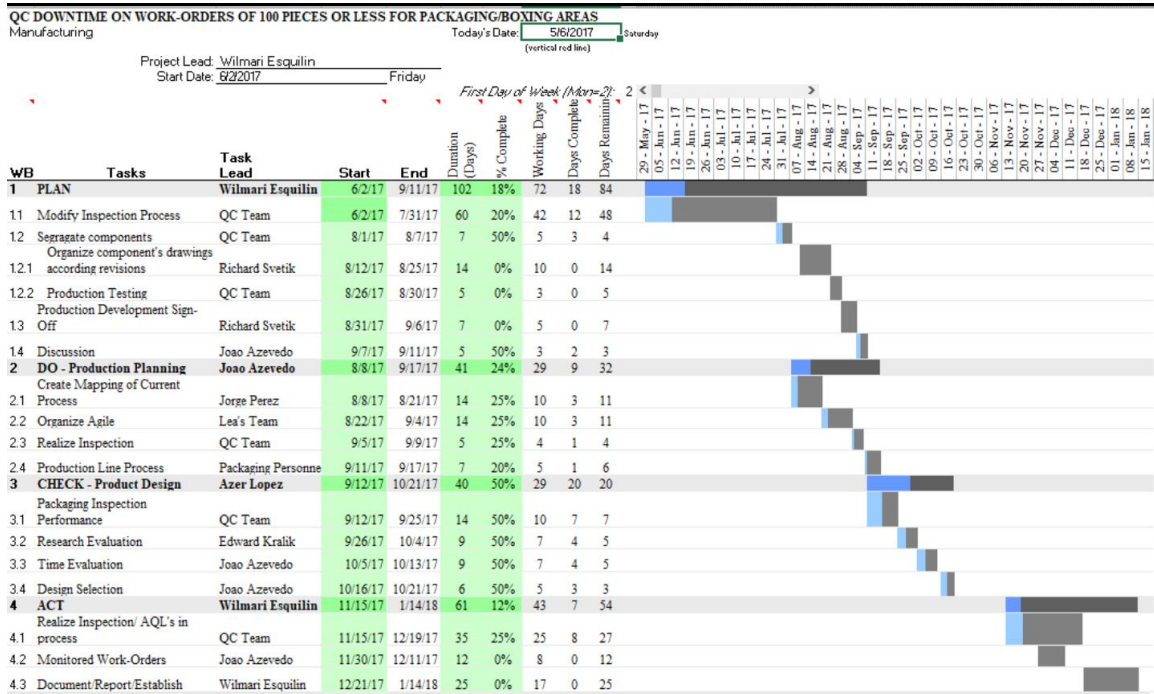 QC DOWNTIME ON WORK-ORDERS OF 100 PIECES OR LESS FOR PACKAGING/BOXING AREAS
Manufacturing Today's Date: 5/6/2017 Saturday
(vertical red line)
Project Lead: Wilmari Esquilin
Start Date: 6/2/2017 Friday
First Day of Week (Mon=2): 2
WB Tasks Task Lead Start End Duration (Days) % Complete Working Days Days Complete Days Remainin 29 - May - 17 05 - Jun - 17 12 - Jun - 17 19 - Jun - 17 26 - Jun - 17 03 - Jul - 17 10 - Jul - 17 17 - Jul - 17 24 - Jul - 17 31 - Jul - 17 07 - Aug - 17 14 - Aug - 17 21 - Aug - 17 28 - Aug - 17 04 - Sep - 17 11 - Sep - 17 18 - Sep - 17 25 - Sep - 17 02 - Oct - 17 09 - Oct - 17 16 - Oct - 17 23 - Oct - 17 30 - Oct - 17 06 - Nov - 17 13 - Nov - 17 20 - Nov - 17 27 - Nov - 17 04 - Dec - 17 11 - Dec - 17 18 - Dec - 17 25 - Dec - 17 01 - Jan - 18 08 - Jan - 18 15 - Jan - 18
1 PLAN Wilmari Esquilin 6/2/17 9/11/17 102 18% 72 18 84
1.1 Modify Inspection Process QC Team 6/2/17 7/31/17 60 20% 42 12 48
1.2 Segragate components QC Team 8/1/17 8/7/17 7 50% 5 3 4
Organize component's drawings
1.2.1 according revisions Richard Svetik 8/12/17 8/25/17 14 0% 10 0 14
1.2.2 Production Testing QC Team 8/26/17 8/30/17 5 0% 3 0 5
Production Development Sign-
1.3 Off Richard Svetik 8/31/17 9/6/17 7 0% 5 0 7
1.4 Discussion Joao Azevedo 9/7/17 9/11/17 5 50% 3 2 3
2 DO - Production Planning Joao Azevedo 8/8/17 9/17/17 41 24% 29 9 32
Create Mapping of Current
2.1 Process Jorge Perez 8/8/17 8/21/17 14 25% 10 3 11
2.2 Organize Agile Lea's Team 8/22/17 9/4/17 14 25% 10 3 11
2.3 Realize Inspection QC Team 9/5/17 9/9/17 5 25% 4 1 4
2.4 Production Line Process Packaging Personne 9/11/17 9/17/17 7 20% 5 1 6
3 CHECK - Product Design Azer Lopez 9/12/17 10/21/17 40 50% 29 20 20
Packaging Inspection
3.1 Performance QC Team 9/12/17 9/25/17 14 50% 10 7 7
3.2 Research Evaluation Edward Kralik 9/26/17 10/4/17 9 50% 7 4 5
3.3 Time Evaluation Joao Azevedo 10/5/17 10/13/17 9 50% 7 4 5
3.4 Design Selection Joao Azevedo 10/16/17 10/21/17 6 50% 5 3 3
4 ACT Wilmari Esquilin 11/15/17 1/14/18 61 12% 43 7 54
Realize Inspection/ AQL's in
4.1 process QC Team 11/15/17 12/19/17 35 25% 25 8 27
4.2 Monitored Work-Orders Joao Azevedo 11/30/17 12/11/17 12 0% 8 0 12
4.3 Document/Report/Establish Wilmari Esquilin 12/21/17 1/14/18 25 0% 17 0 25